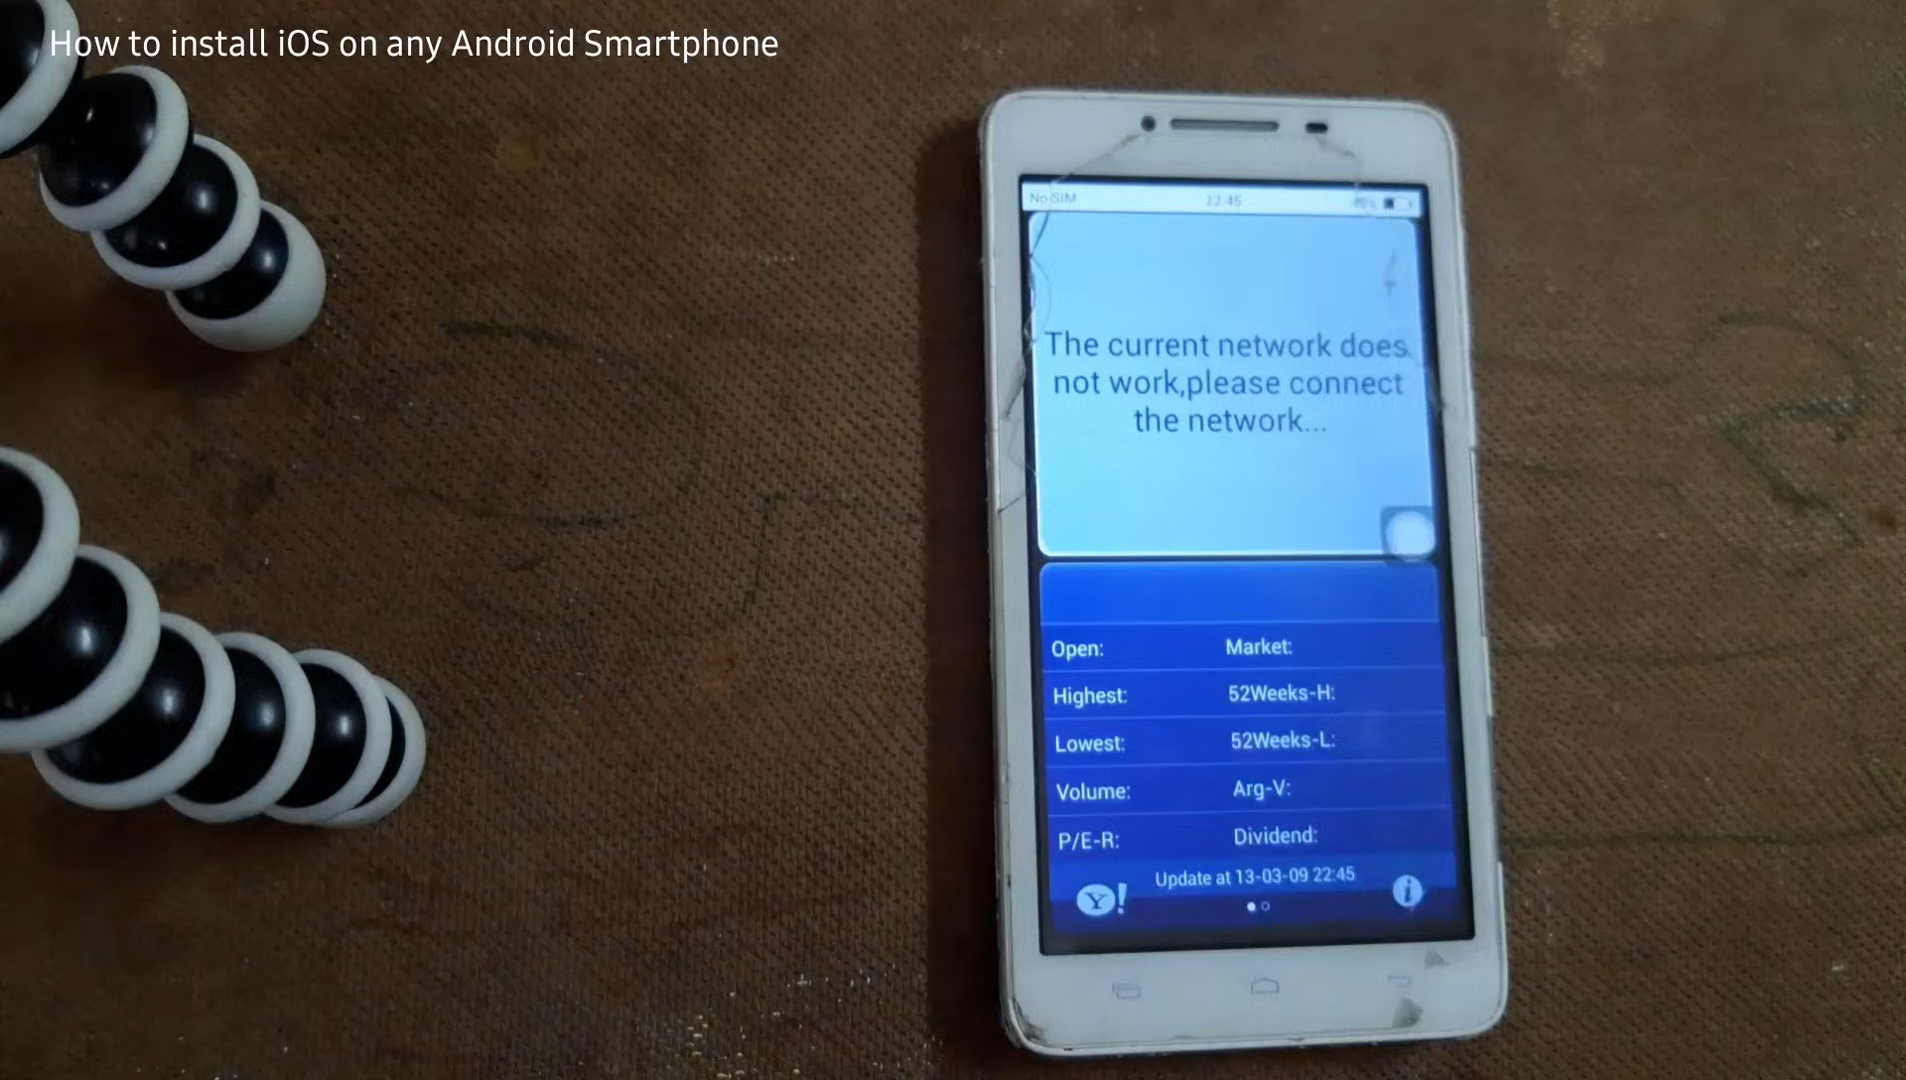 How to install iOS on any Android Smartphone
No SIM
22:45
The current network does
not work,please connect
the network...
Open:
Market:
Highest:
52Weeks-H:
Lowest:
52Weeks-L:
Volume:
Arg-V:
P/E-R:
Dividend:
Update at 13-03-09 22:45
Y!
i